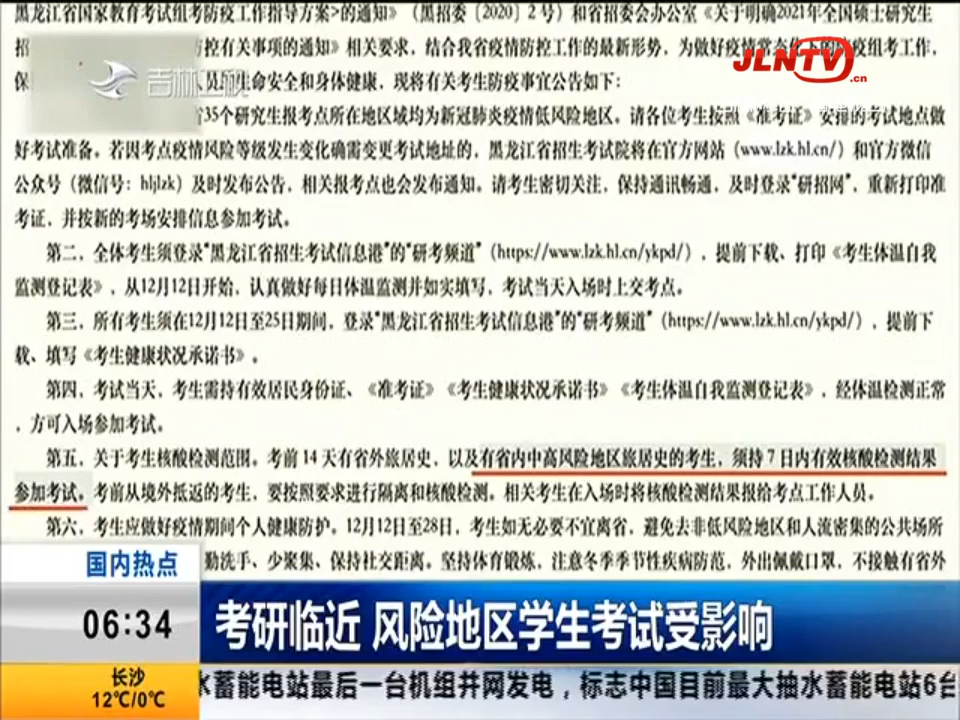 黑龙江省国家教育考试组考防疫工作指导方案>的通知》（黑招委〔2020〕2 号）和省招委会办公室《关于明确2021年全国硕士研究生
招 防控有关事项的通知》相关要求，结合我省疫情防控工作的最新形势，为做好疫情常态 组考工作，
保 人员 生命安全和身体健康，现将有关考生防疫事宜公告如下：
JLNTV
.cn
吉林卫视
省35个研究生报考点所在地区域均为新冠肺炎疫情低风险地区。请各位考生按照《准考证》安排的考试地点做
好考试准备。若因考点疫情风险等级发生变化确需变更考试地址的，黑龙江省招生考试院将在官方网站（www.lzk.hl.cn/）和官方微信
公众号（微信号：hljlzk）及时发布公告，相关报考点也会发布通知。请考生密切关注，保持通讯畅通，及时登录"研招网"，重新打印准
考证，并按新的考场安排信息参加考试。
第二，全体考生须登录"黑龙江省招生考试信息港"的"研考频道"（https://www.lzk.hl.cn/ykpd/），提前下载、打印《考生体温自我
监测登记表》，从12月12日开始，认真做好每日体温监测并如实填写，考试当天入场时上交考点。
第三，所有考生须在12月12日至25日期间，登录"黑龙江省招生考试信息港"的"研考频道"（https://www.lzk.hl.cn/ykpd/），提前下
载、填写《考生健康状况承诺书》。
第四，考试当天，考生需持有效居民身份证、《准考证》《考生健康状况承诺书》《考生体温自我监测登记表》，经体温检测正常
，方可入场参加考试。
第五，关于考生核酸检测范围。考前 14 天有省外旅居史，以及有省内中高风险地区旅居史的考生，须持 7 日内有效核酸检测结果
参加考试。考前从境外抵返的考生，要按照要求进行隔离和核酸检测。相关考生在入场时将核酸检测结果报给考点工作人员。
第六，考生应做好疫情期间个人健康防护。12月12日至28日，考生如无必要不宜离省，避免去非低风险地区和人流密集的公共场所
勤洗手、少聚集、保持社交距离。坚持体育锻炼，注意冬季季节性疾病防范，外出佩戴口罩，不接触有省外
国内热点
06:34
考研临近 风险地区学生考试受影响
长沙
12℃/0℃
水蓄能电站最后一台机组并网发电，标志中国目前最大抽水蓄能电站6台